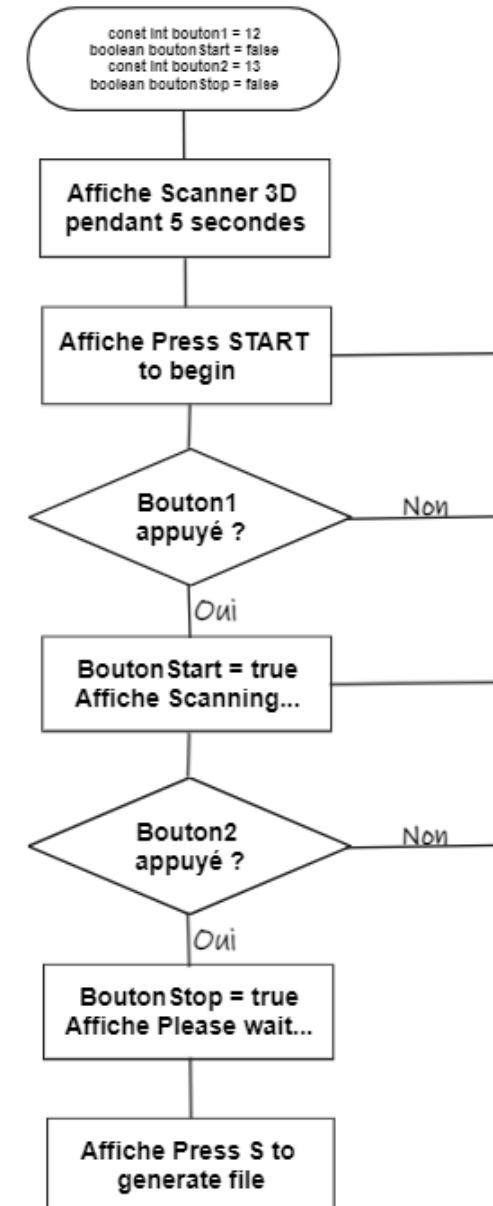 const int bouton1 = 12
boolean boutonStart = false
const int bouton2 = 13
boolean boutonStop = false
Affiche Scanner 3D
pendant 5 secondes
Affiche Press START
to begin
Bouton1
appuyé ?
Non
Oui
BoutonStart = true
Affiche Scanning...
Bouton2
appuyé ?
Non
Oui
BoutonStop = true
Affiche Please wait...
Affiche Press S to
generate file